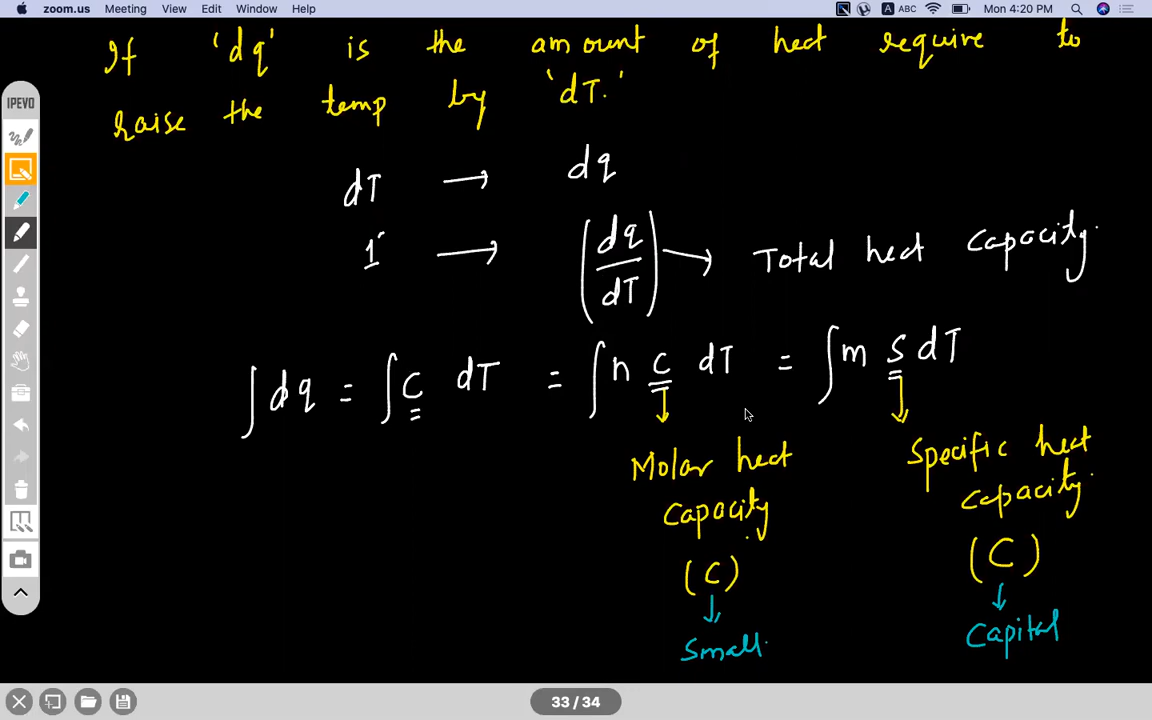 zoom.us Meeting View Edit Window Help A ABC Mon 4:20 PM
IPEVO
If 'dq' is the amount of heat require to
raise the temp by 'dT.'
dT → dq
1° → (dq/dT) → Total heat capacity.
∫dq = ∫C dT = ∫n c dT = ∫m s dT
Molar heat capacity
(C)
Small.
Specific heat capacity.
(C)
Capital
33 / 34